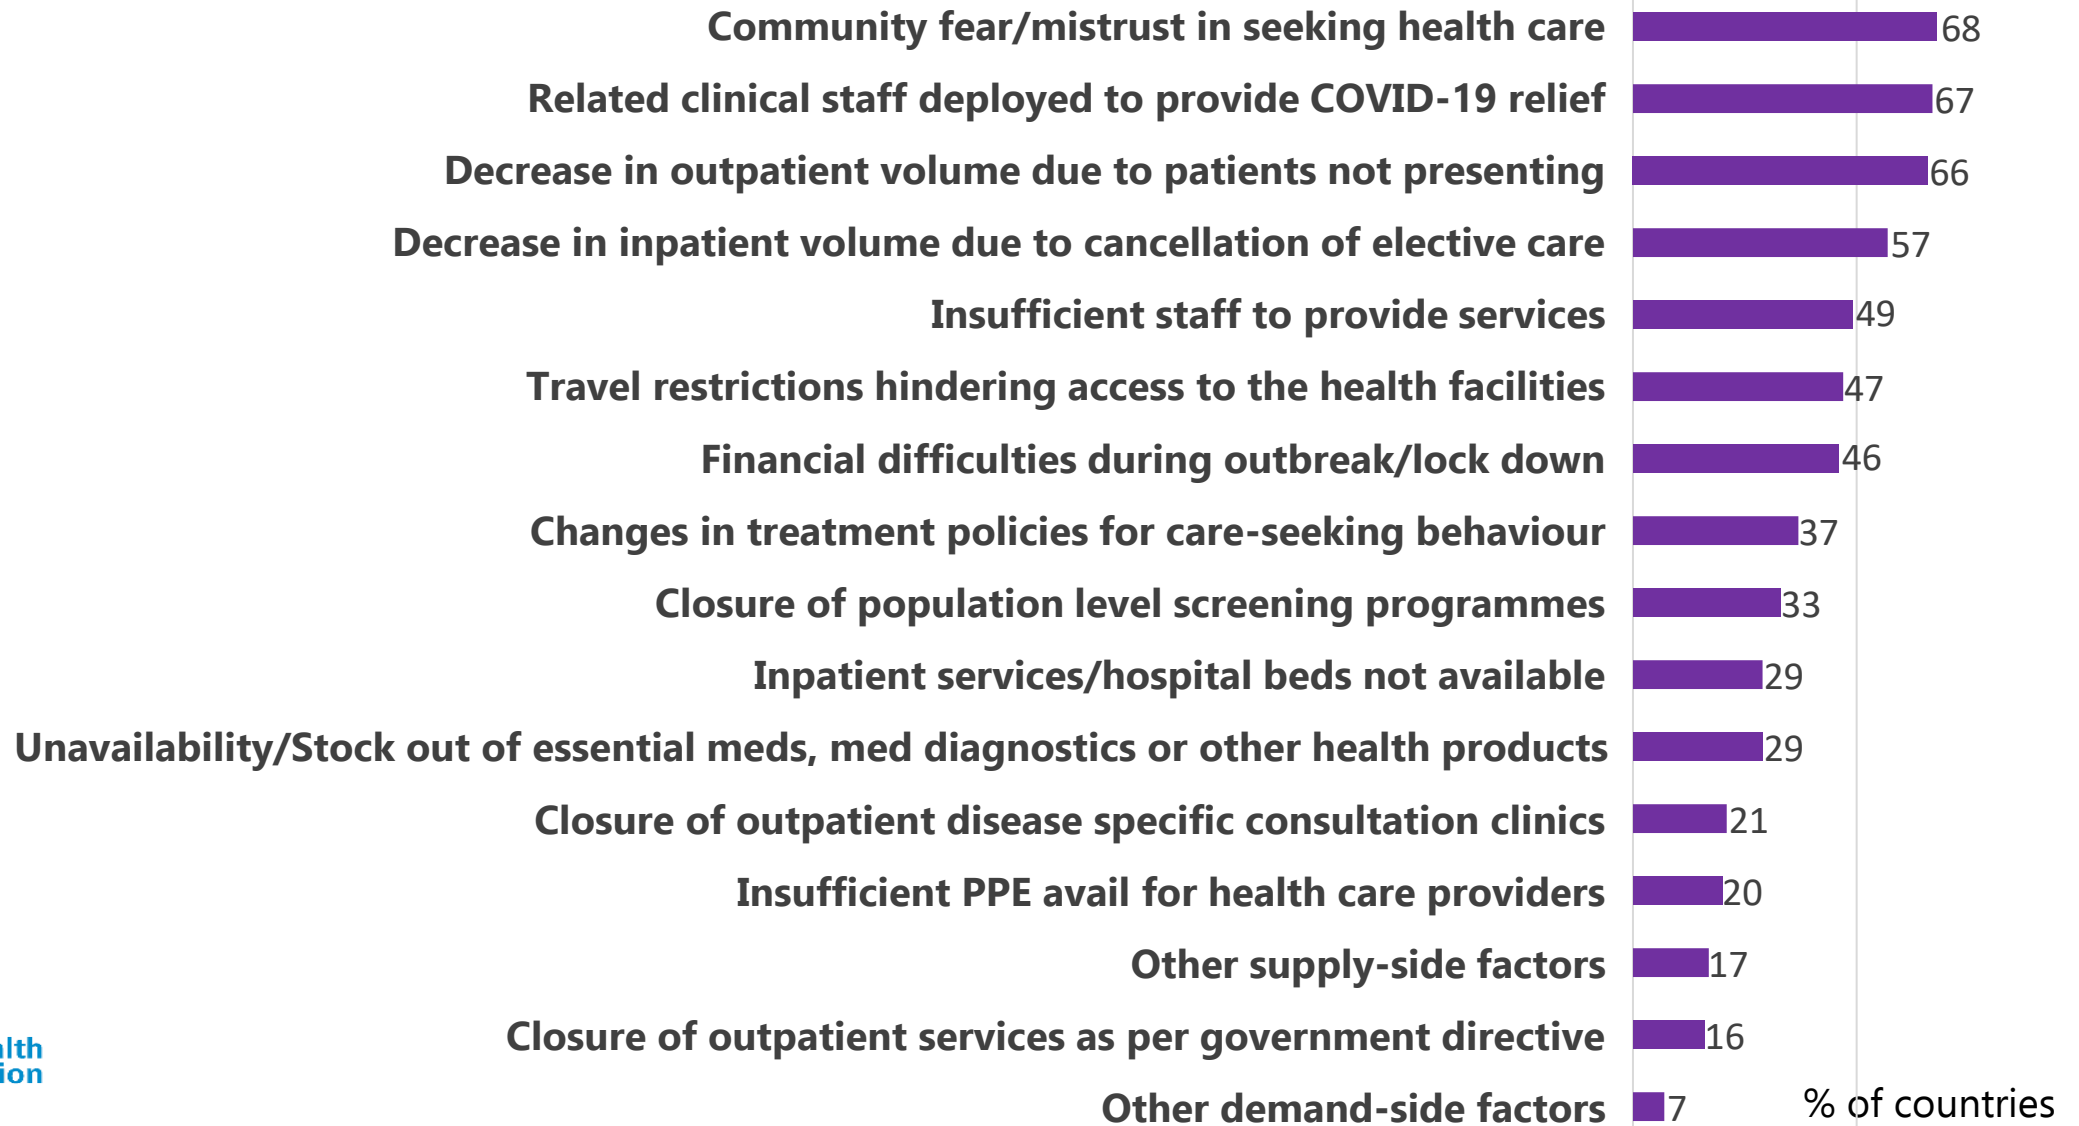 Community fear/mistrust in seeking health care 68
Related clinical staff deployed to provide COVID-19 relief 67
Decrease in outpatient volume due to patients not presenting 66
Decrease in inpatient volume due to cancellation of elective care 57
Insufficient staff to provide services 49
Travel restrictions hindering access to the health facilities 47
Financial difficulties during outbreak/lock down 46
Changes in treatment policies for care-seeking behaviour 37
Closure of population level screening programmes 33
Inpatient services/hospital beds not available 29
Unavailability/Stock out of essential meds, med diagnostics or other health products 29
Closure of outpatient disease specific consultation clinics 21
Insufficient PPE avail for health care providers 20
Other supply-side factors 17
Closure of outpatient services as per government directive 16
Other demand-side factors 7
% of countries